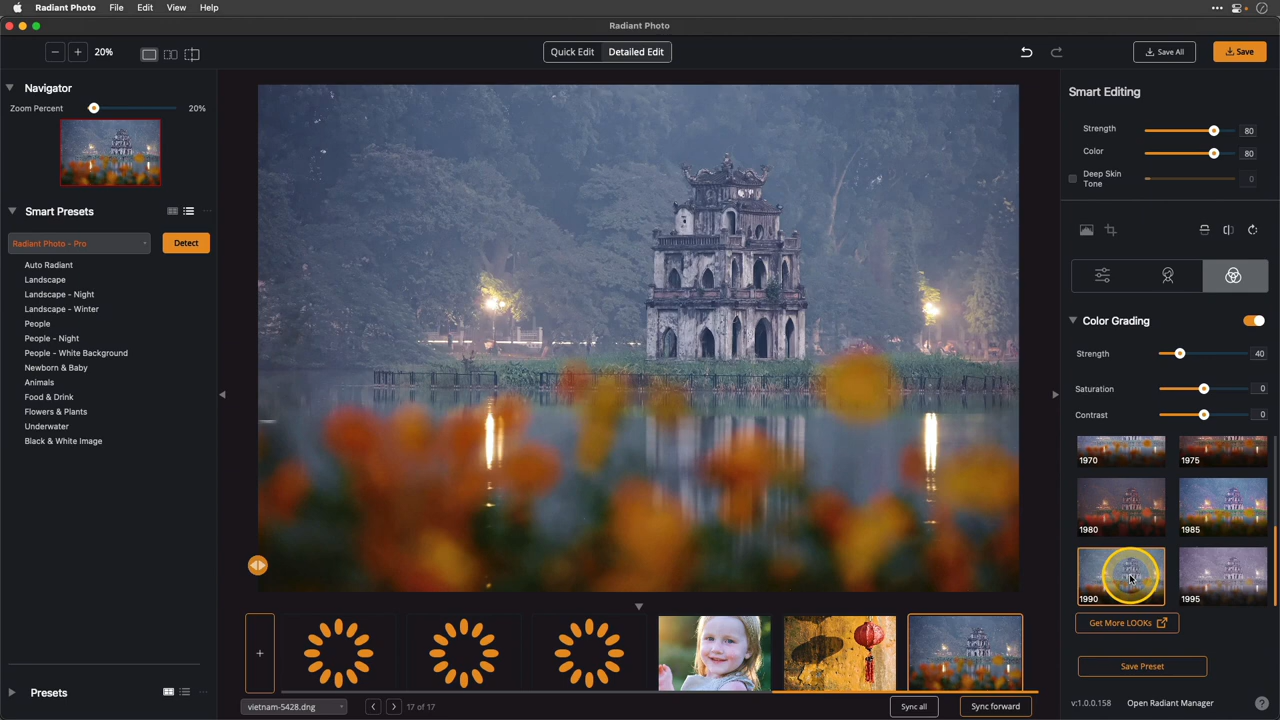 Radiant Photo File Edit View Help
Radiant Photo
20% Quick Edit Detailed Edit Save All Save
Navigator
Zoom Percent 20%
Smart Presets
Radiant Photo - Pro Detect
Auto Radiant
Landscape
Landscape - Night
Landscape - Winter
People
People - Night
People - White Background
Newborn & Baby
Animals
Food & Drink
Flowers & Plants
Underwater
Black & White Image
Presets
Smart Editing
Strength 80
Color 80
Deep Skin
Tone 0
Color Grading
Strength 40
Saturation 0
Contrast 0
1970 1975
1980 1985
1990 1995
Get More LOOKs
Save Preset
vietnam-5428.dng 17 of 17 Sync all Sync forward v:1.0.0.158 Open Radiant Manager